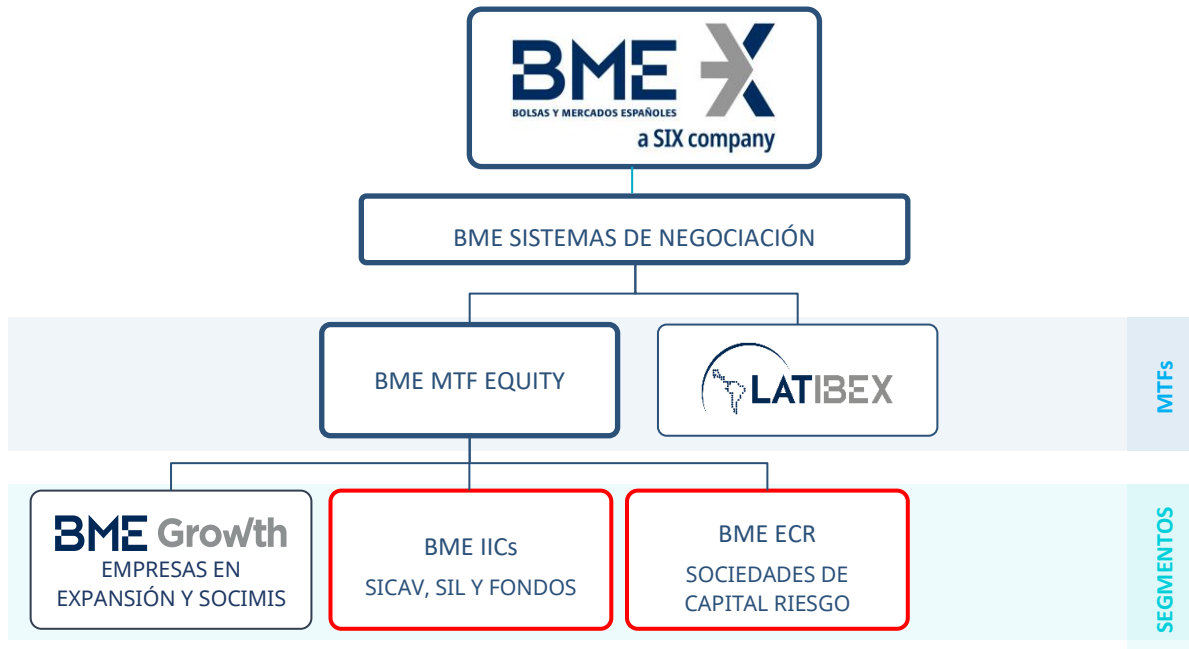 BME X
BOLSAS Y MERCADOS ESPAÑOLES
a SIX company
BME SISTEMAS DE NEGOCIACIÓN
BME MTF EQUITY
LATIBEX
MTFs
BME Growth
EMPRESAS EN
EXPANSIÓN Y SOCIMIS
BME IICs
SICAV, SIL Y FONDOS
BME ECR
SOCIEDADES DE
CAPITAL RIESGO
SEGMENTOS